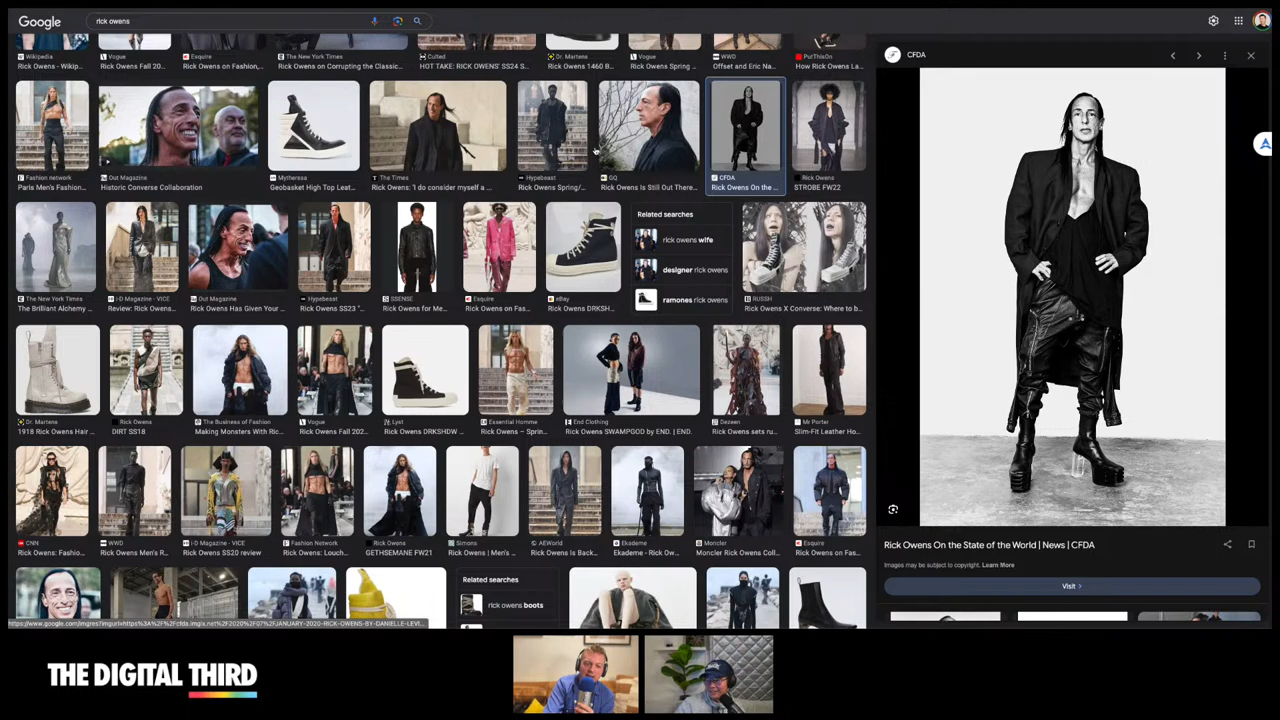 Google
rick owens
Wikipedia
Rick Owens - Wikip...
Vogue
Rick Owens Fall 20...
Esquire
Rick Owens on Fashion,...
The New York Times
Rick Owens on Corrupting the Classic...
Culted
HOT TAKE: RICK OWENS' SS24 S...
Dr. Martens
Rick Owens 1460 B...
Vogue
Rick Owens Spring ...
WWD
Offset and Eric Na...
PutThisOn
How Rick Owens La...
Fashion network
Paris Men's Fashion...
Out Magazine
Historic Converse Collaboration
Mytheresa
Geobasket High Top Leat...
The Times
Rick Owens: 'I do consider myself a ...
Hypebeast
Rick Owens Spring/...
GQ
Rick Owens Is Still Out There...
CFDA
Rick Owens On the ...
Rick Owens
STROBE FW22
The New York Times
The Brilliant Alchemy ...
i-D Magazine - VICE
Review: Rick Owens...
Out Magazine
Rick Owens Has Given Your ...
Hypebeast
Rick Owens SS23 "...
SSENSE
Rick Owens for Me...
Esquire
Rick Owens on Fas...
eBay
Rick Owens DRKSH...
Related searches
rick owens wife
designer rick owens
ramones rick owens
RUSSH
Rick Owens X Converse: Where to b...
Dr. Martens
1918 Rick Owens Hair ...
Rick Owens
DIRT SS18
The Business of Fashion
Making Monsters With Ric...
Vogue
Rick Owens Fall 202...
Lyst
Rick Owens DRKSHDW ...
Essential Homme
Rick Owens – Sprin...
End Clothing
Rick Owens SWAMPGOD by END. | END.
Dezeen
Rick Owens sets ru...
Mr Porter
Slim-Fit Leather Ho...
CNN
Rick Owens: Fashio...
WWD
Rick Owens Men's R...
i-D Magazine - VICE
Rick Owens SS20 review
Fashion Network
Rick Owens: Louch...
Rick Owens
GETHSEMANE FW21
Simons
Rick Owens | Men's ...
AEWorld
Rick Owens Is Back...
Ekademe
Ekademe - Rick Ow...
Moncler
Moncler Rick Owens Coll...
Esquire
Rick Owens on Fas...
Related searches
rick owens boots
CFDA
Rick Owens On the State of the World | News | CFDA
Images may be subject to copyright. Learn More
Visit >
THE DIGITAL THIRD